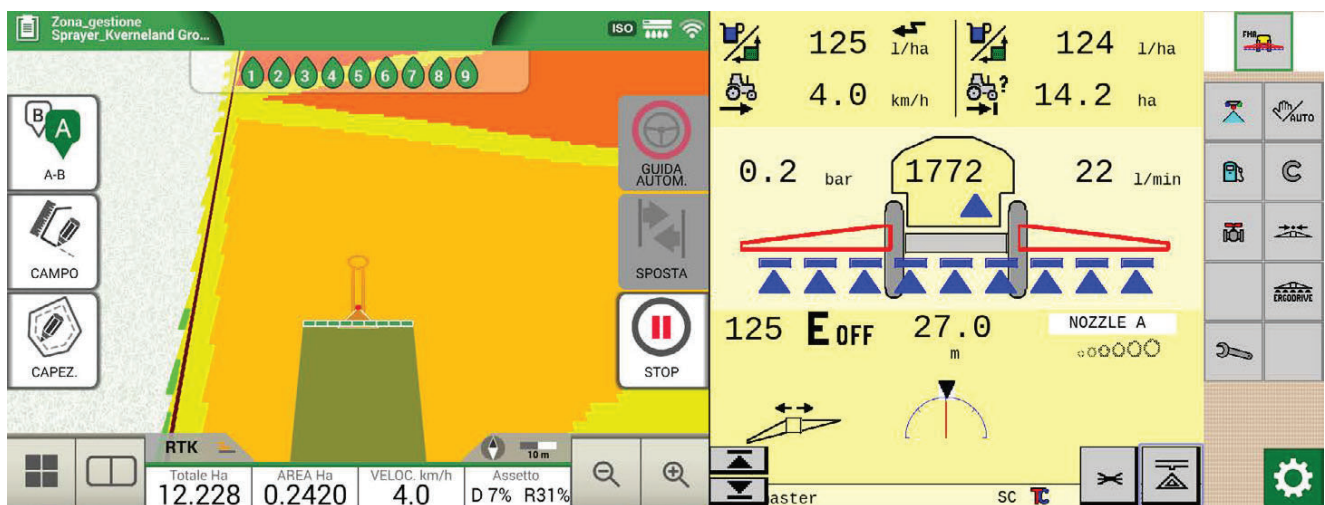 Zona_gestione
Sprayer_Kverneland Gro...
ISO
1 2 3 4 5 6 7 8 9
B
A
A-B
CAMPO
CAPEZ.
GUIDA
AUTOM.
SPOSTA
STOP
RTK
10 m
Totale Ha
12.228
AREA Ha
0.2420
VELOC. km/h
4.0
Assetto
D 7% R31%
125 l/ha
124 l/ha
4.0 km/h
? 14.2 ha
0.2 bar
1772
22 l/min
125 E OFF 27.0
m
NOZZLE A
aster
SC TC
FMA
AUTO
C
ERGODRIVE